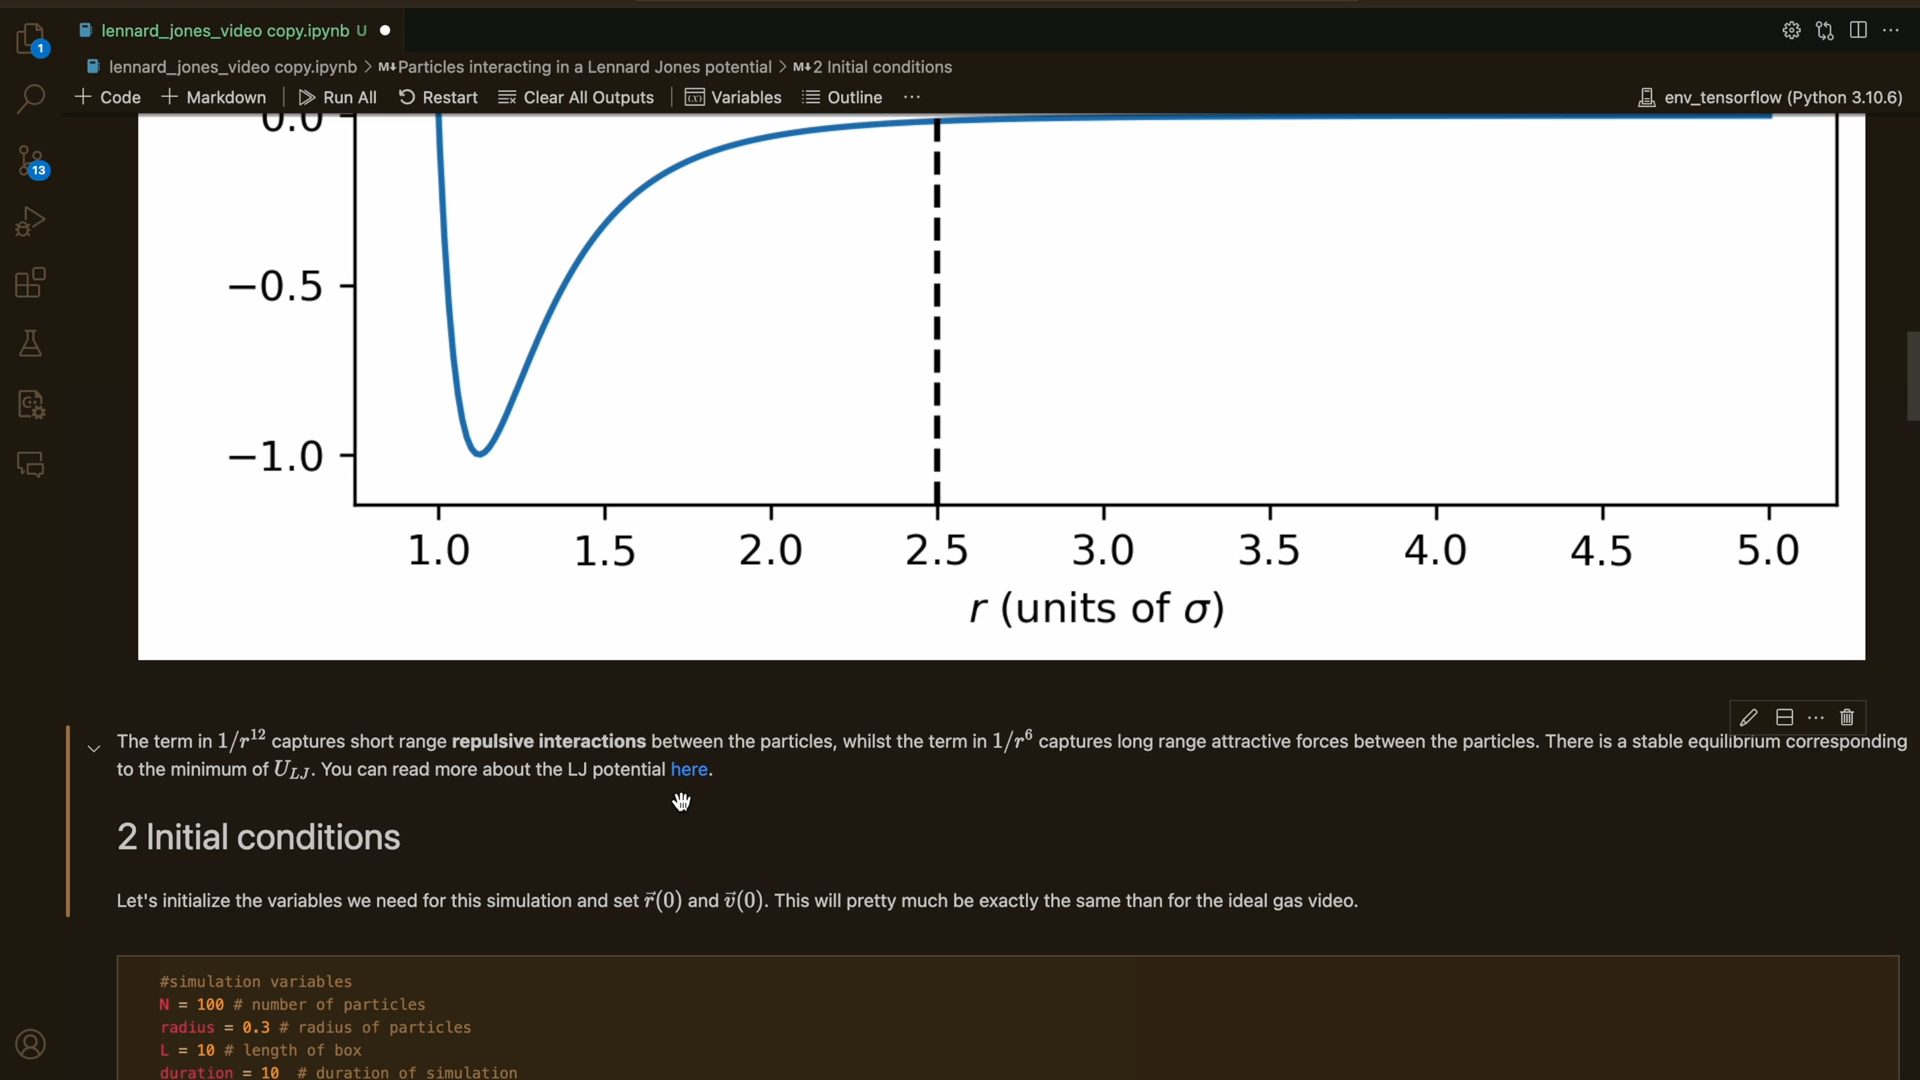 lennard_jones_video copy.ipynb U
1
lennard_jones_video copy.ipynb > M↓Particles interacting in a Lennard Jones potential > M↓2 Initial conditions
+ Code + Markdown Run All Restart Clear All Outputs Variables Outline ··· env_tensorflow (Python 3.10.6)
0.0
13
−0.5
−1.0
1.0 1.5 2.0 2.5 3.0 3.5 4.0 4.5 5.0
r (units of σ)
The term in 1/r¹² captures short range repulsive interactions between the particles, whilst the term in 1/r⁶ captures long range attractive forces between the particles. There is a stable equilibrium corresponding
to the minimum of U_LJ. You can read more about the LJ potential here.
2 Initial conditions
Let's initialize the variables we need for this simulation and set r⃗(0) and v⃗(0). This will pretty much be exactly the same than for the ideal gas video.
#simulation variables
N = 100 # number of particles
radius = 0.3 # radius of particles
L = 10 # length of box
duration = 10 # duration of simulation